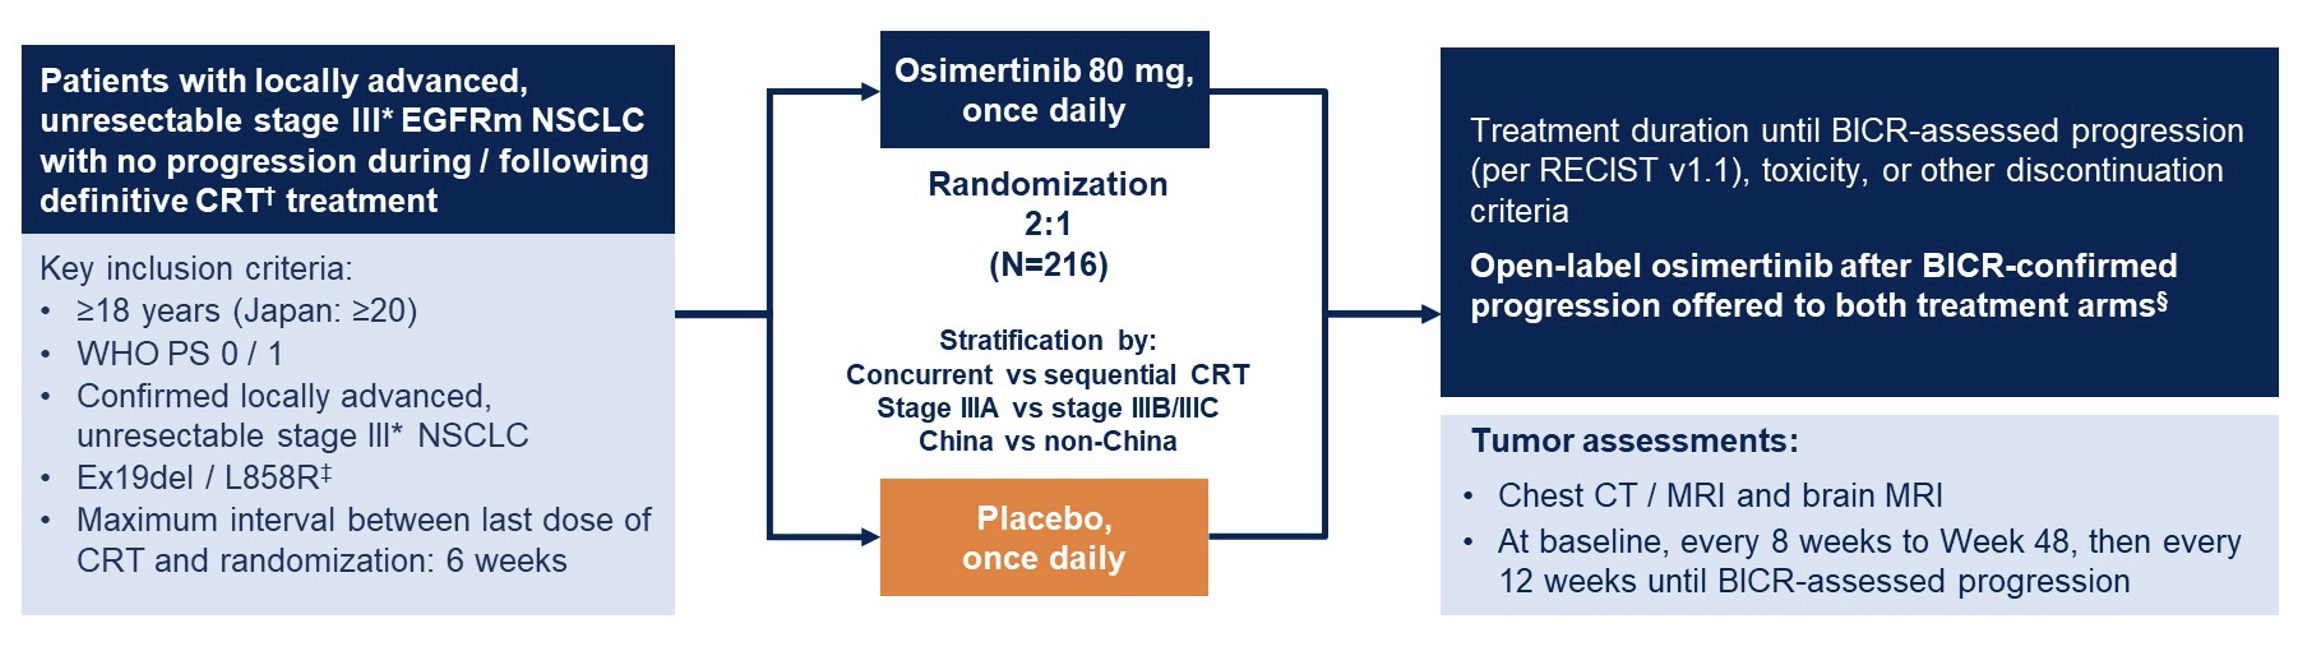 Patients with locally advanced,
unresectable stage III* EGFRm NSCLC
with no progression during / following
definitive CRT† treatment
Key inclusion criteria:
• ≥18 years (Japan: ≥20)
• WHO PS 0 / 1
• Confirmed locally advanced,
unresectable stage III* NSCLC
• Ex19del / L858R‡
• Maximum interval between last dose of
CRT and randomization: 6 weeks
Osimertinib 80 mg,
once daily
Randomization
2:1
(N=216)
Stratification by:
Concurrent vs sequential CRT
Stage IIIA vs stage IIIB/IIIC
China vs non-China
Placebo,
once daily
Treatment duration until BICR-assessed progression
(per RECIST v1.1), toxicity, or other discontinuation
criteria
Open-label osimertinib after BICR-confirmed
progression offered to both treatment arms§
Tumor assessments:
• Chest CT / MRI and brain MRI
• At baseline, every 8 weeks to Week 48, then every
12 weeks until BICR-assessed progression